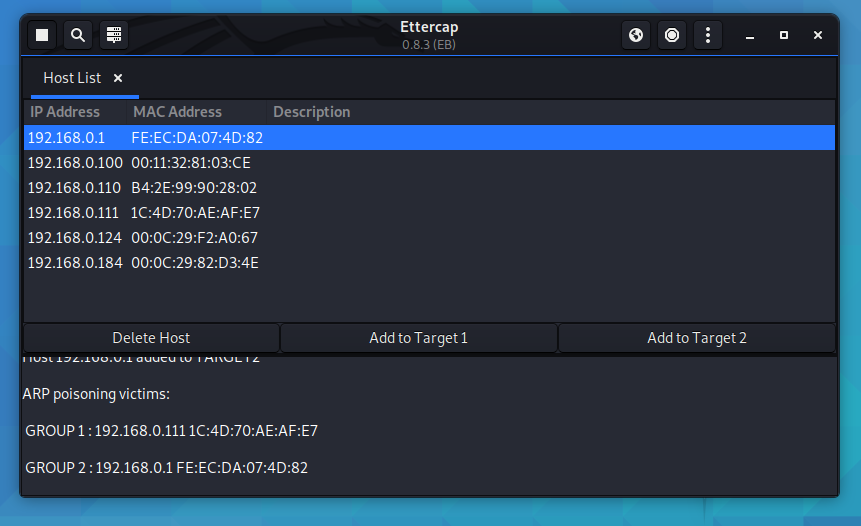 Ettercap
0.8.3 (EB)
Host List ×
IP Address MAC Address Description
192.168.0.1 FE:EC:DA:07:4D:82
192.168.0.100 00:11:32:81:03:CE
192.168.0.110 B4:2E:99:90:28:02
192.168.0.111 1C:4D:70:AE:AF:E7
192.168.0.124 00:0C:29:F2:A0:67
192.168.0.184 00:0C:29:82:D3:4E
Delete Host Add to Target 1 Add to Target 2
Host 192.168.0.1 added to TARGET2
ARP poisoning victims:
GROUP 1 : 192.168.0.111 1C:4D:70:AE:AF:E7
GROUP 2 : 192.168.0.1 FE:EC:DA:07:4D:82